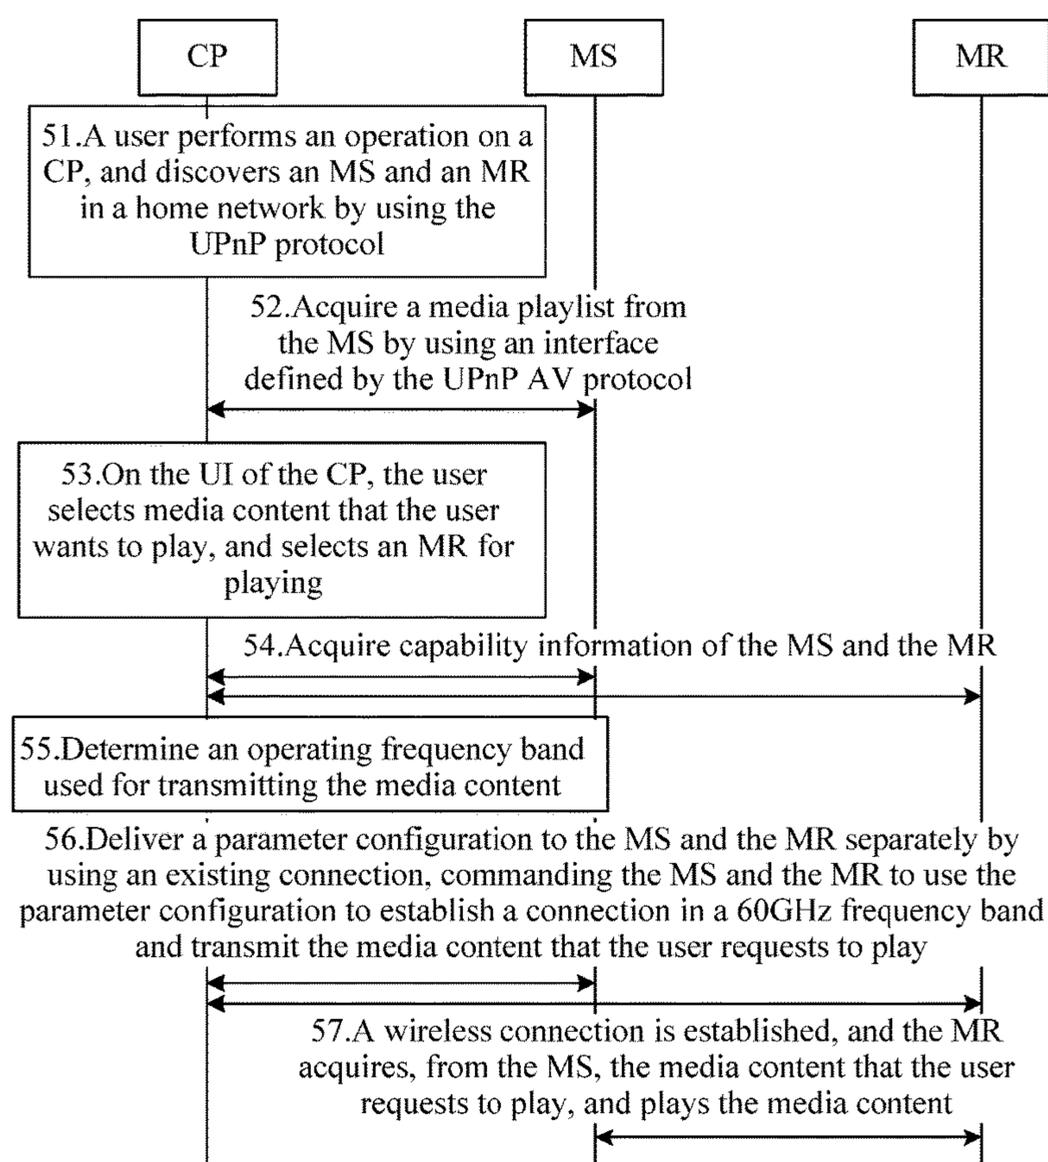 CP
MS
MR
51.A user performs an operation on a
CP, and discovers an MS and an MR
in a home network by using the
UPnP protocol
52.Acquire a media playlist from
the MS by using an interface
defined by the UPnP AV protocol
53.On the UI of the CP, the user
selects media content that the user
wants to play, and selects an MR for
playing
54.Acquire capability information of the MS and the MR
55.Determine an operating frequency band
used for transmitting the media content
56.Deliver a parameter configuration to the MS and the MR separately by
using an existing connection, commanding the MS and the MR to use the
parameter configuration to establish a connection in a 60GHz frequency band
and transmit the media content that the user requests to play
57.A wireless connection is established, and the MR
acquires, from the MS, the media content that the user
requests to play, and plays the media content